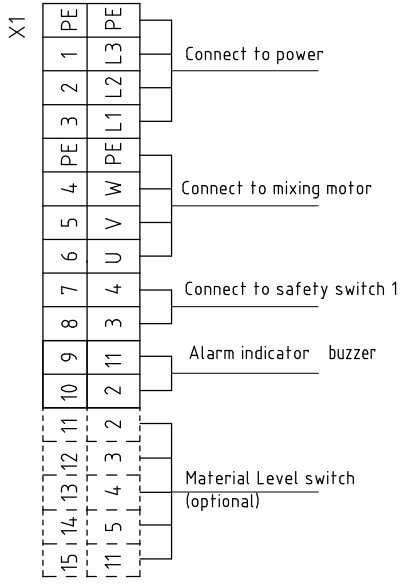 X1
PE PE
1 L3
Connect to power
2 L2
3 L1
PE PE
4 W
Connect to mixing motor
5 V
6 U
7 4
Connect to safety switch 1
8 3
9 11
Alarm indicator buzzer
10 2
11 2
12 3
13 4
Material Level switch
(optional)
14 5
15 11